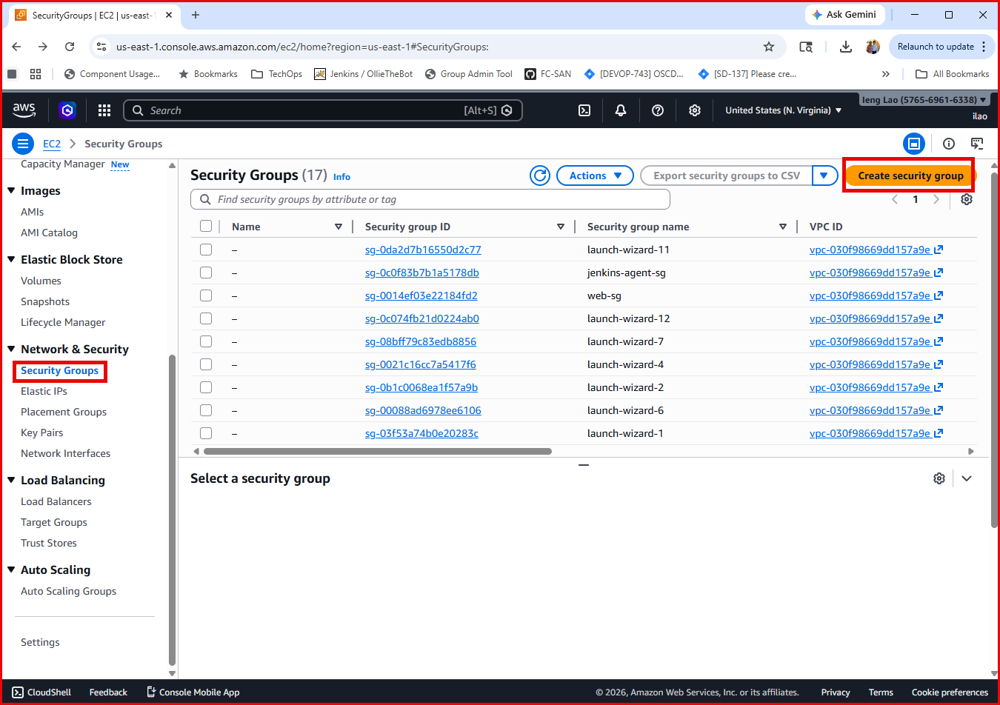 SecurityGroups | EC2 | us-east-1
Ask Gemini
us-east-1.console.aws.amazon.com/ec2/home?region=us-east-1#SecurityGroups:
Relaunch to update
Component Usage...
Bookmarks
TechOps
Jenkins / OllieTheBot
Group Admin Tool
FC-SAN
[DEVOP-743] OSCD...
[SD-137] Please cre...
All Bookmarks
aws
Search
[Alt+S]
United States (N. Virginia)
Ieng Lao (5765-6961-6338)
ilao
EC2
Security Groups
Capacity Manager New
Images
AMIs
AMI Catalog
Elastic Block Store
Volumes
Snapshots
Lifecycle Manager
Network & Security
Security Groups
Elastic IPs
Placement Groups
Key Pairs
Network Interfaces
Load Balancing
Load Balancers
Target Groups
Trust Stores
Auto Scaling
Auto Scaling Groups
Settings
Security Groups (17) Info
Actions
Export security groups to CSV
Create security group
Find security groups by attribute or tag
1
Name Security group ID Security group name VPC ID
– sg-0da2d7b16550d2c77 launch-wizard-11 vpc-030f98669dd157a9e
– sg-0c0f83b7b1a5178db jenkins-agent-sg vpc-030f98669dd157a9e
– sg-0014ef03e22184fd2 web-sg vpc-030f98669dd157a9e
– sg-0c074fb21d0224ab0 launch-wizard-12 vpc-030f98669dd157a9e
– sg-08bff79c83edb8856 launch-wizard-7 vpc-030f98669dd157a9e
– sg-0021c16cc7a5417f6 launch-wizard-4 vpc-030f98669dd157a9e
– sg-0b1c0068ea1f57a9b launch-wizard-2 vpc-030f98669dd157a9e
– sg-00088ad6978ee6106 launch-wizard-6 vpc-030f98669dd157a9e
– sg-03f53a74b0e20283c launch-wizard-1 vpc-030f98669dd157a9e
Select a security group
CloudShell
Feedback
Console Mobile App
© 2026, Amazon Web Services, Inc. or its affiliates.
Privacy
Terms
Cookie preferences